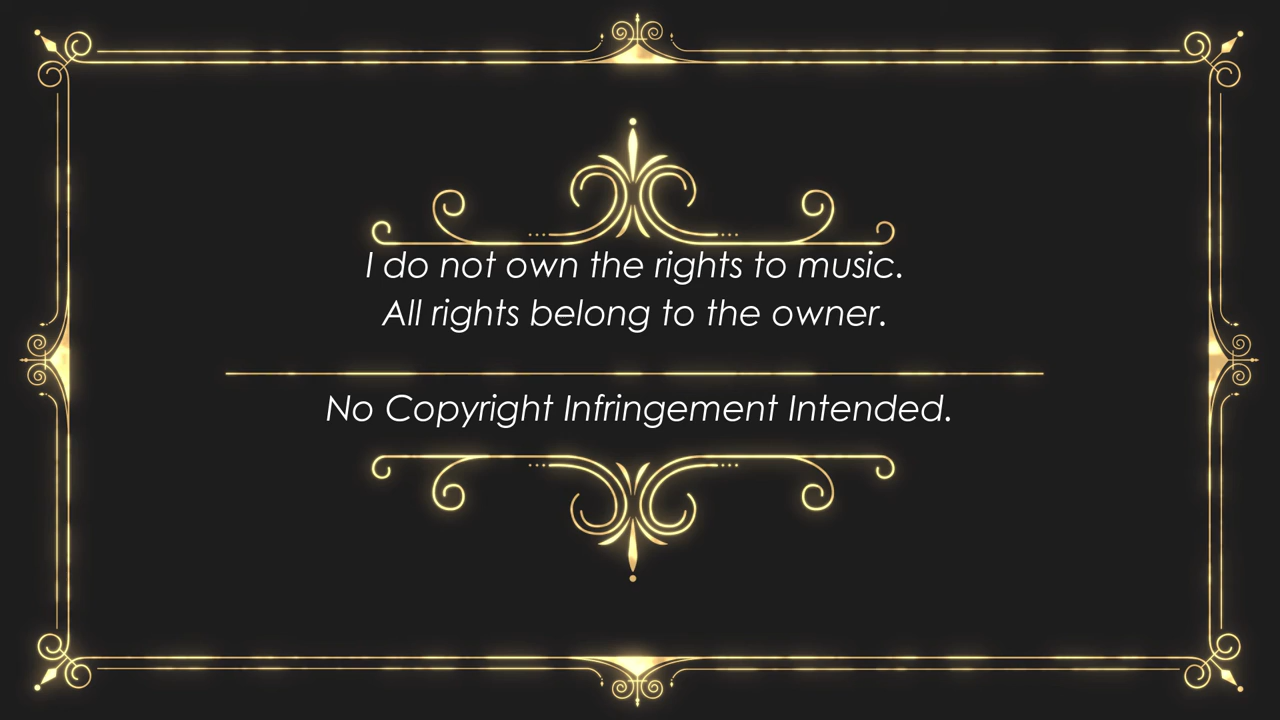 I do not own the rights to music.
All rights belong to the owner.
No Copyright Infringement Intended.